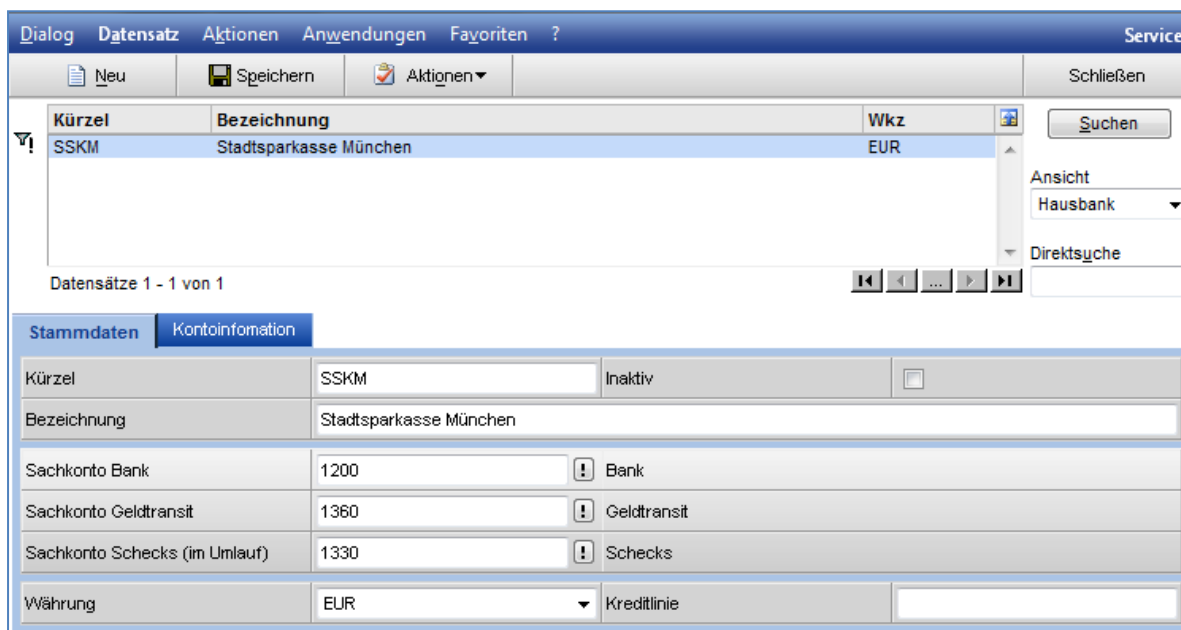 Dialog Datensatz Aktionen Anwendungen Favoriten ? Service
Neu Speichern Aktionen Schließen
Kürzel Bezeichnung Wkz Suchen
SSKM Stadtsparkasse München EUR
Ansicht
Hausbank
Direktsuche
Datensätze 1 - 1 von 1 ...
Stammdaten Kontoinfomation
Kürzel SSKM Inaktiv
Bezeichnung Stadtsparkasse München
Sachkonto Bank 1200 ! Bank
Sachkonto Geldtransit 1360 ! Geldtransit
Sachkonto Schecks (im Umlauf) 1330 ! Schecks
Währung EUR Kreditlinie